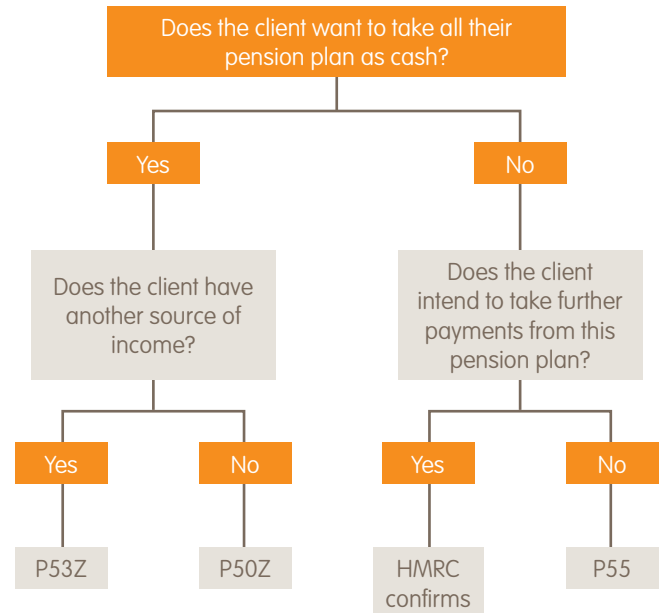 Does the client want to take all their
pension plan as cash?
Yes
No
Does the client have
another source of
income?
Does the client
intend to take further
payments from this
pension plan?
Yes
No
Yes
No
P53Z
P50Z
HMRC
confirms
P55